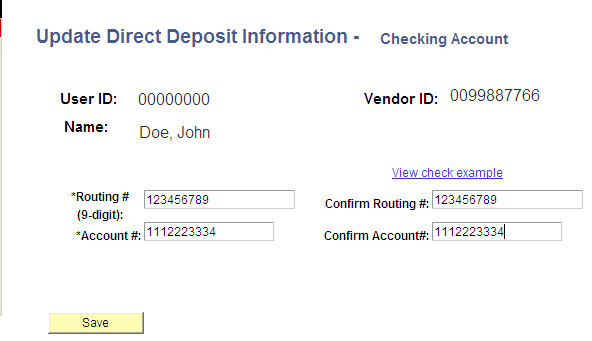 Update Direct Deposit Information - Checking Account
User ID: 00000000 Vendor ID: 0099887766
Name: Doe, John
View check example
*Routing # 123456789 Confirm Routing #: 123456789
(9-digit):
*Account #: 1112223334 Confirm Account#: 1112223334
Save